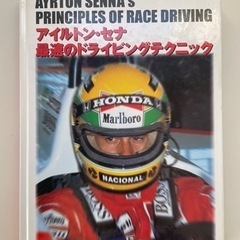 AYRTON SENNA'S
PRINCIPLES OF RACE DRIVING
アイルトン・セナ
最速のドライビングテクニック
HONDA
Marlboro
NACIONAL
BOSS